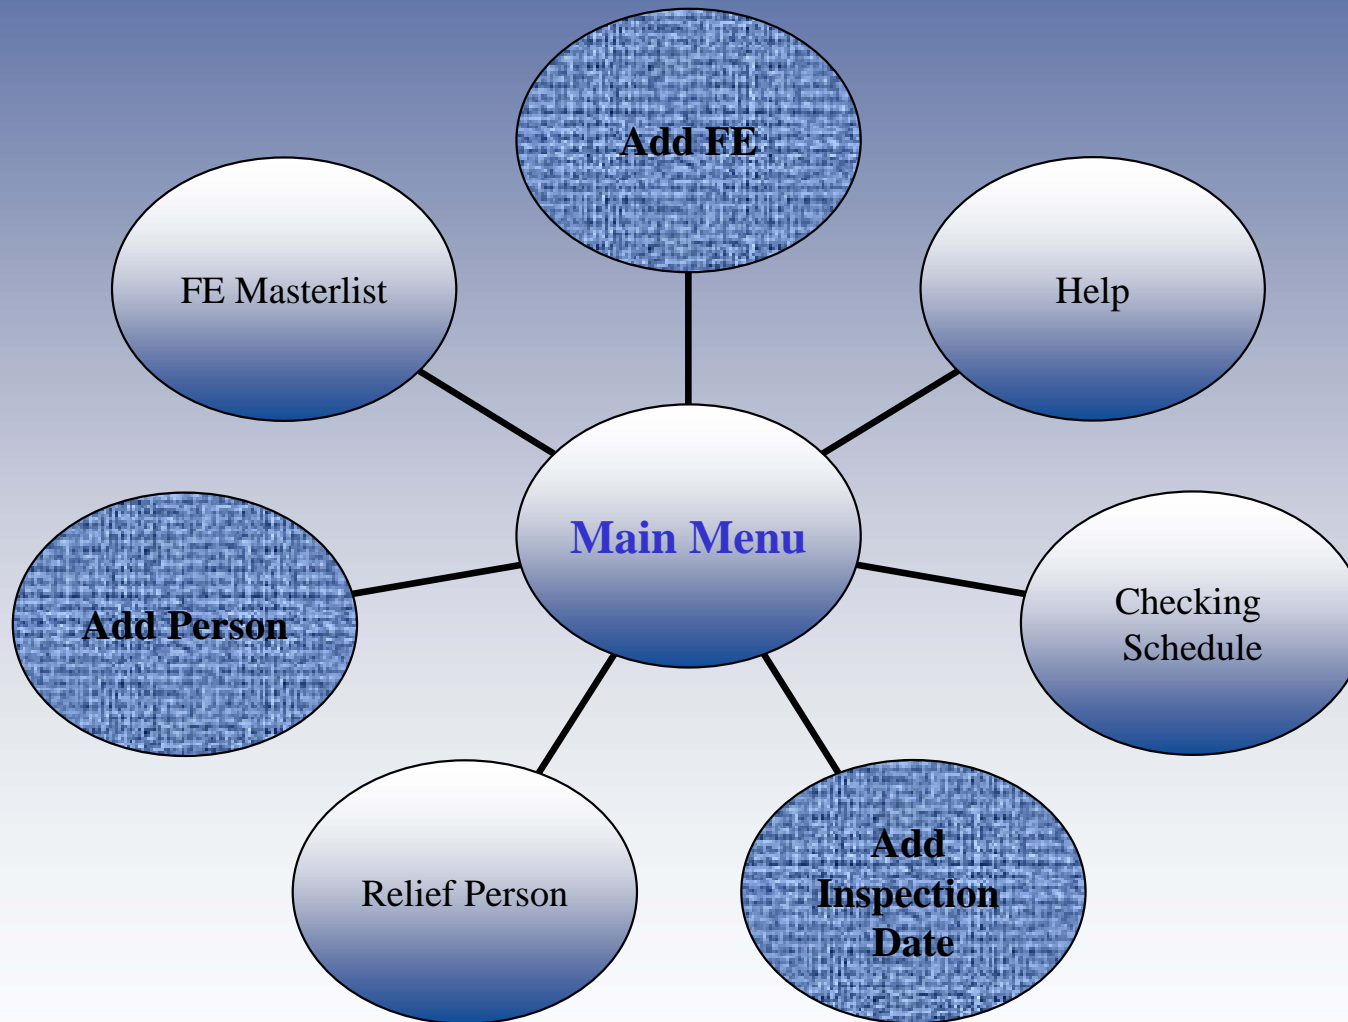 Add FE
FE Masterlist
Help
Main Menu
Checking
Schedule
Add Person
Relief Person
Add
Inspection
Date